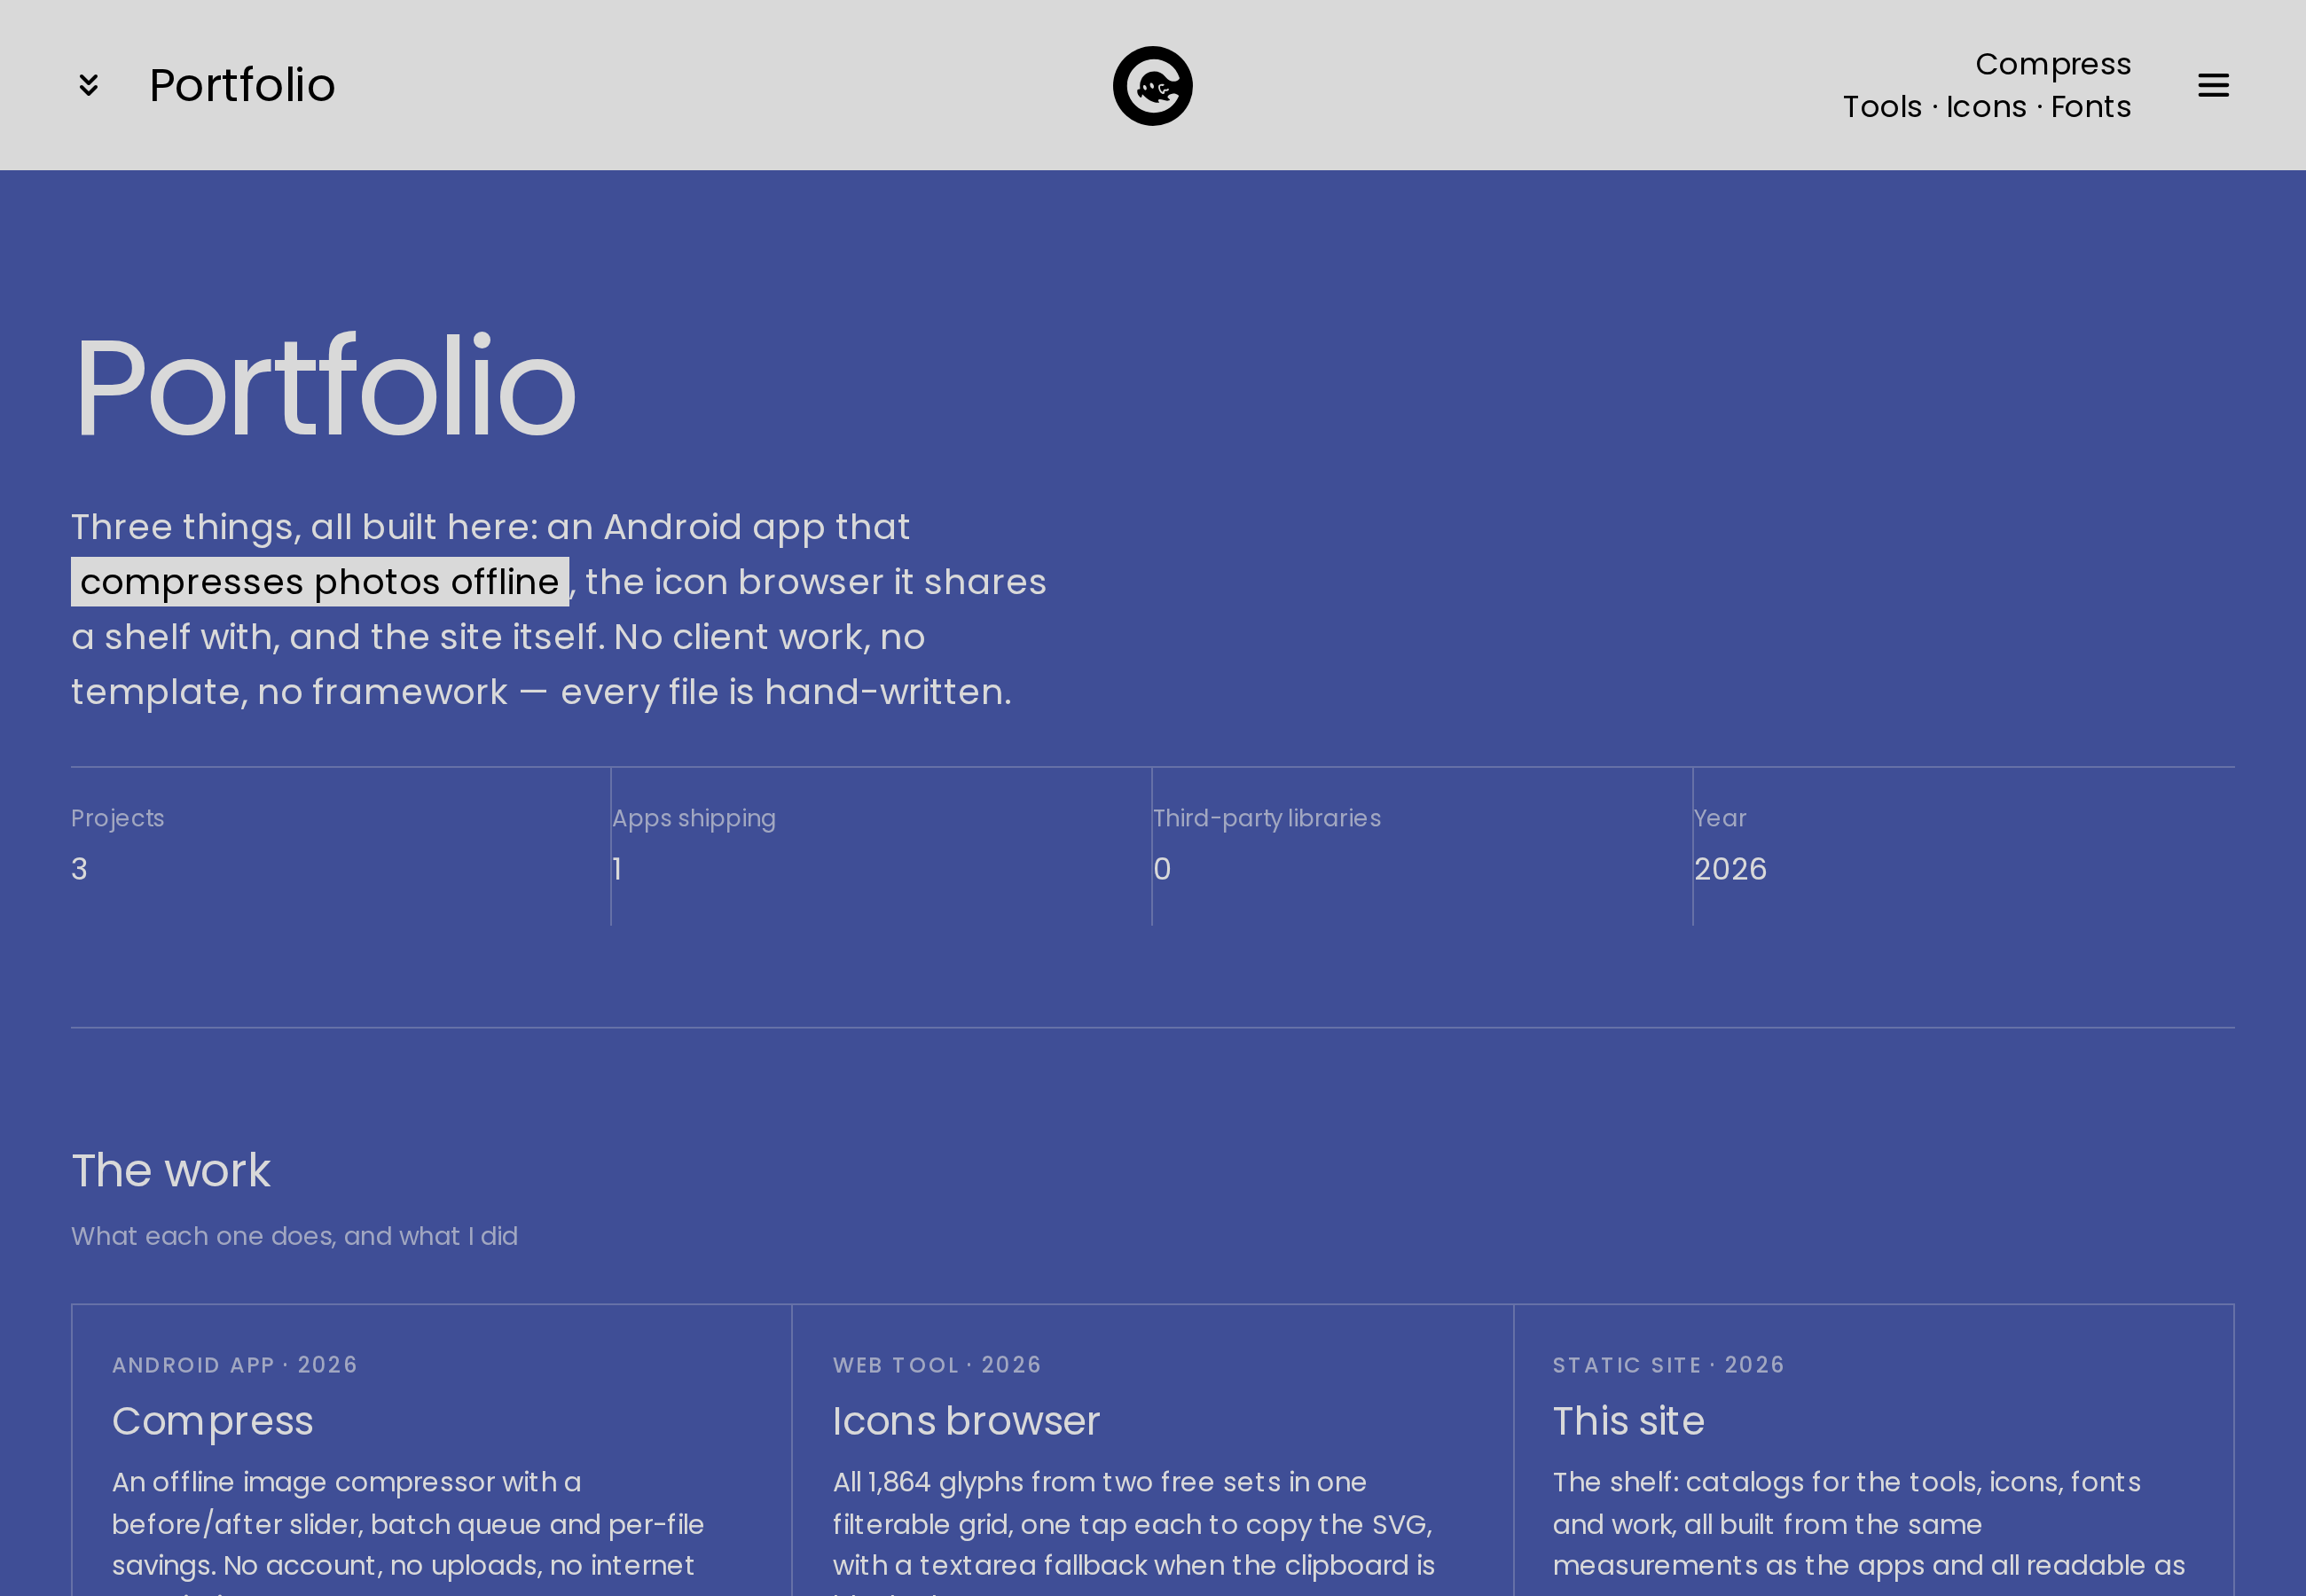 Portfolio
Compress
Tools · Icons · Fonts
Portfolio
Three things, all built here: an Android app that
compresses photos offline, the icon browser it shares
a shelf with, and the site itself. No client work, no
template, no framework — every file is hand-written.
Projects
3
Apps shipping
1
Third-party libraries
0
Year
2026
The work
What each one does, and what I did
ANDROID APP · 2026
Compress
An offline image compressor with a
before/after slider, batch queue and per-file
savings. No account, no uploads, no internet
WEB TOOL · 2026
Icons browser
All 1,864 glyphs from two free sets in one
filterable grid, one tap each to copy the SVG,
with a textarea fallback when the clipboard is
STATIC SITE · 2026
This site
The shelf: catalogs for the tools, icons, fonts
and work, all built from the same
measurements as the apps and all readable as